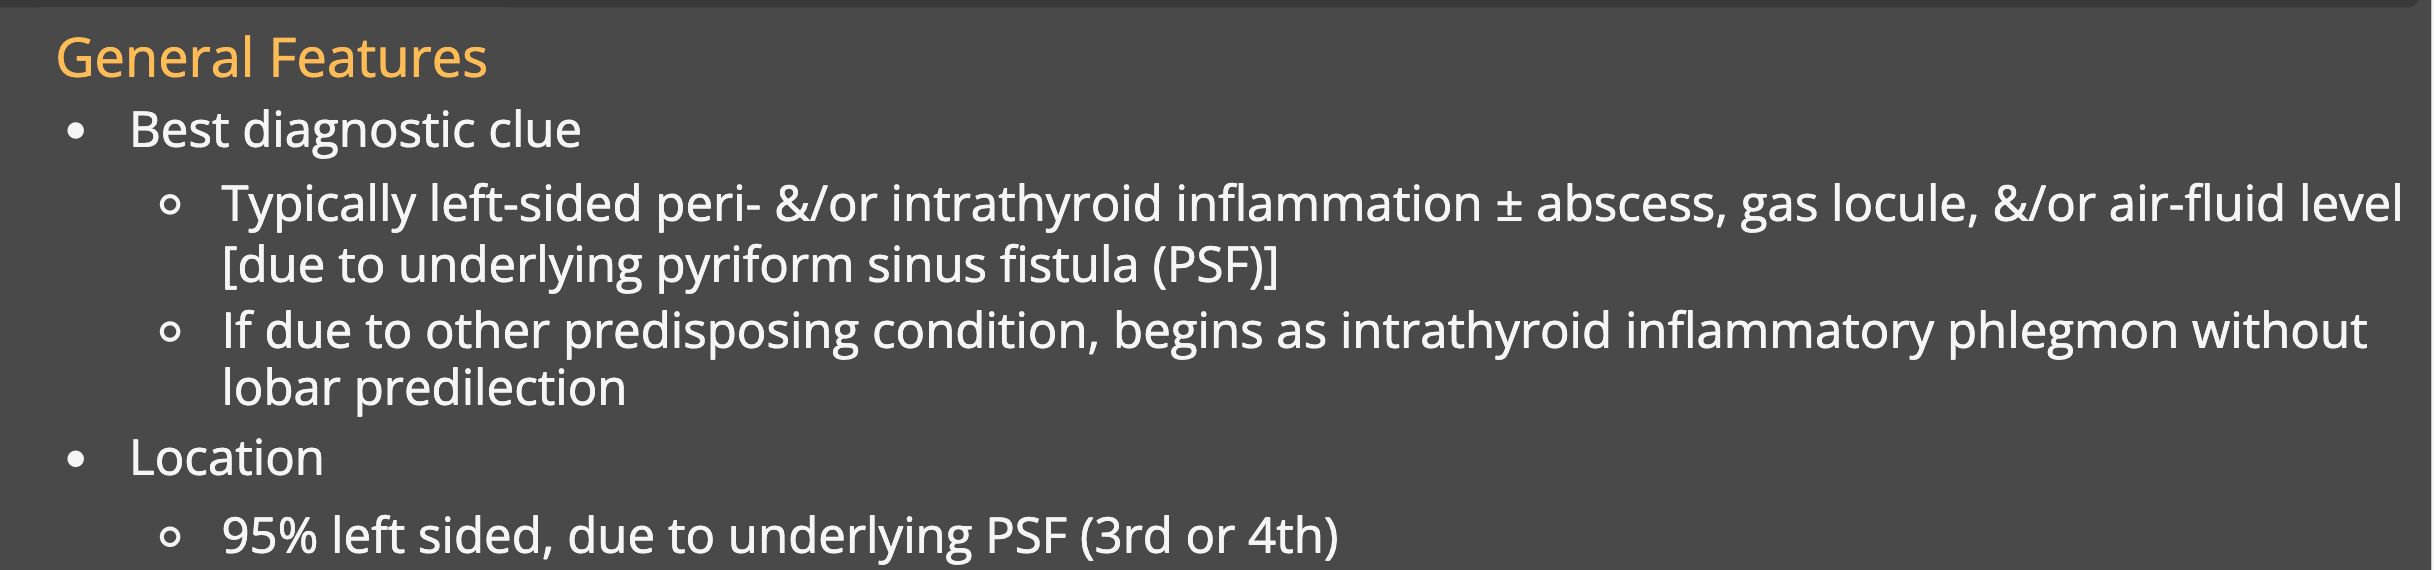 General Features
• Best diagnostic clue
◦ Typically left-sided peri- &/or intrathyroid inflammation ± abscess, gas locule, &/or air-fluid level
[due to underlying pyriform sinus fistula (PSF)]
◦ If due to other predisposing condition, begins as intrathyroid inflammatory phlegmon without
lobar predilection
• Location
◦ 95% left sided, due to underlying PSF (3rd or 4th)